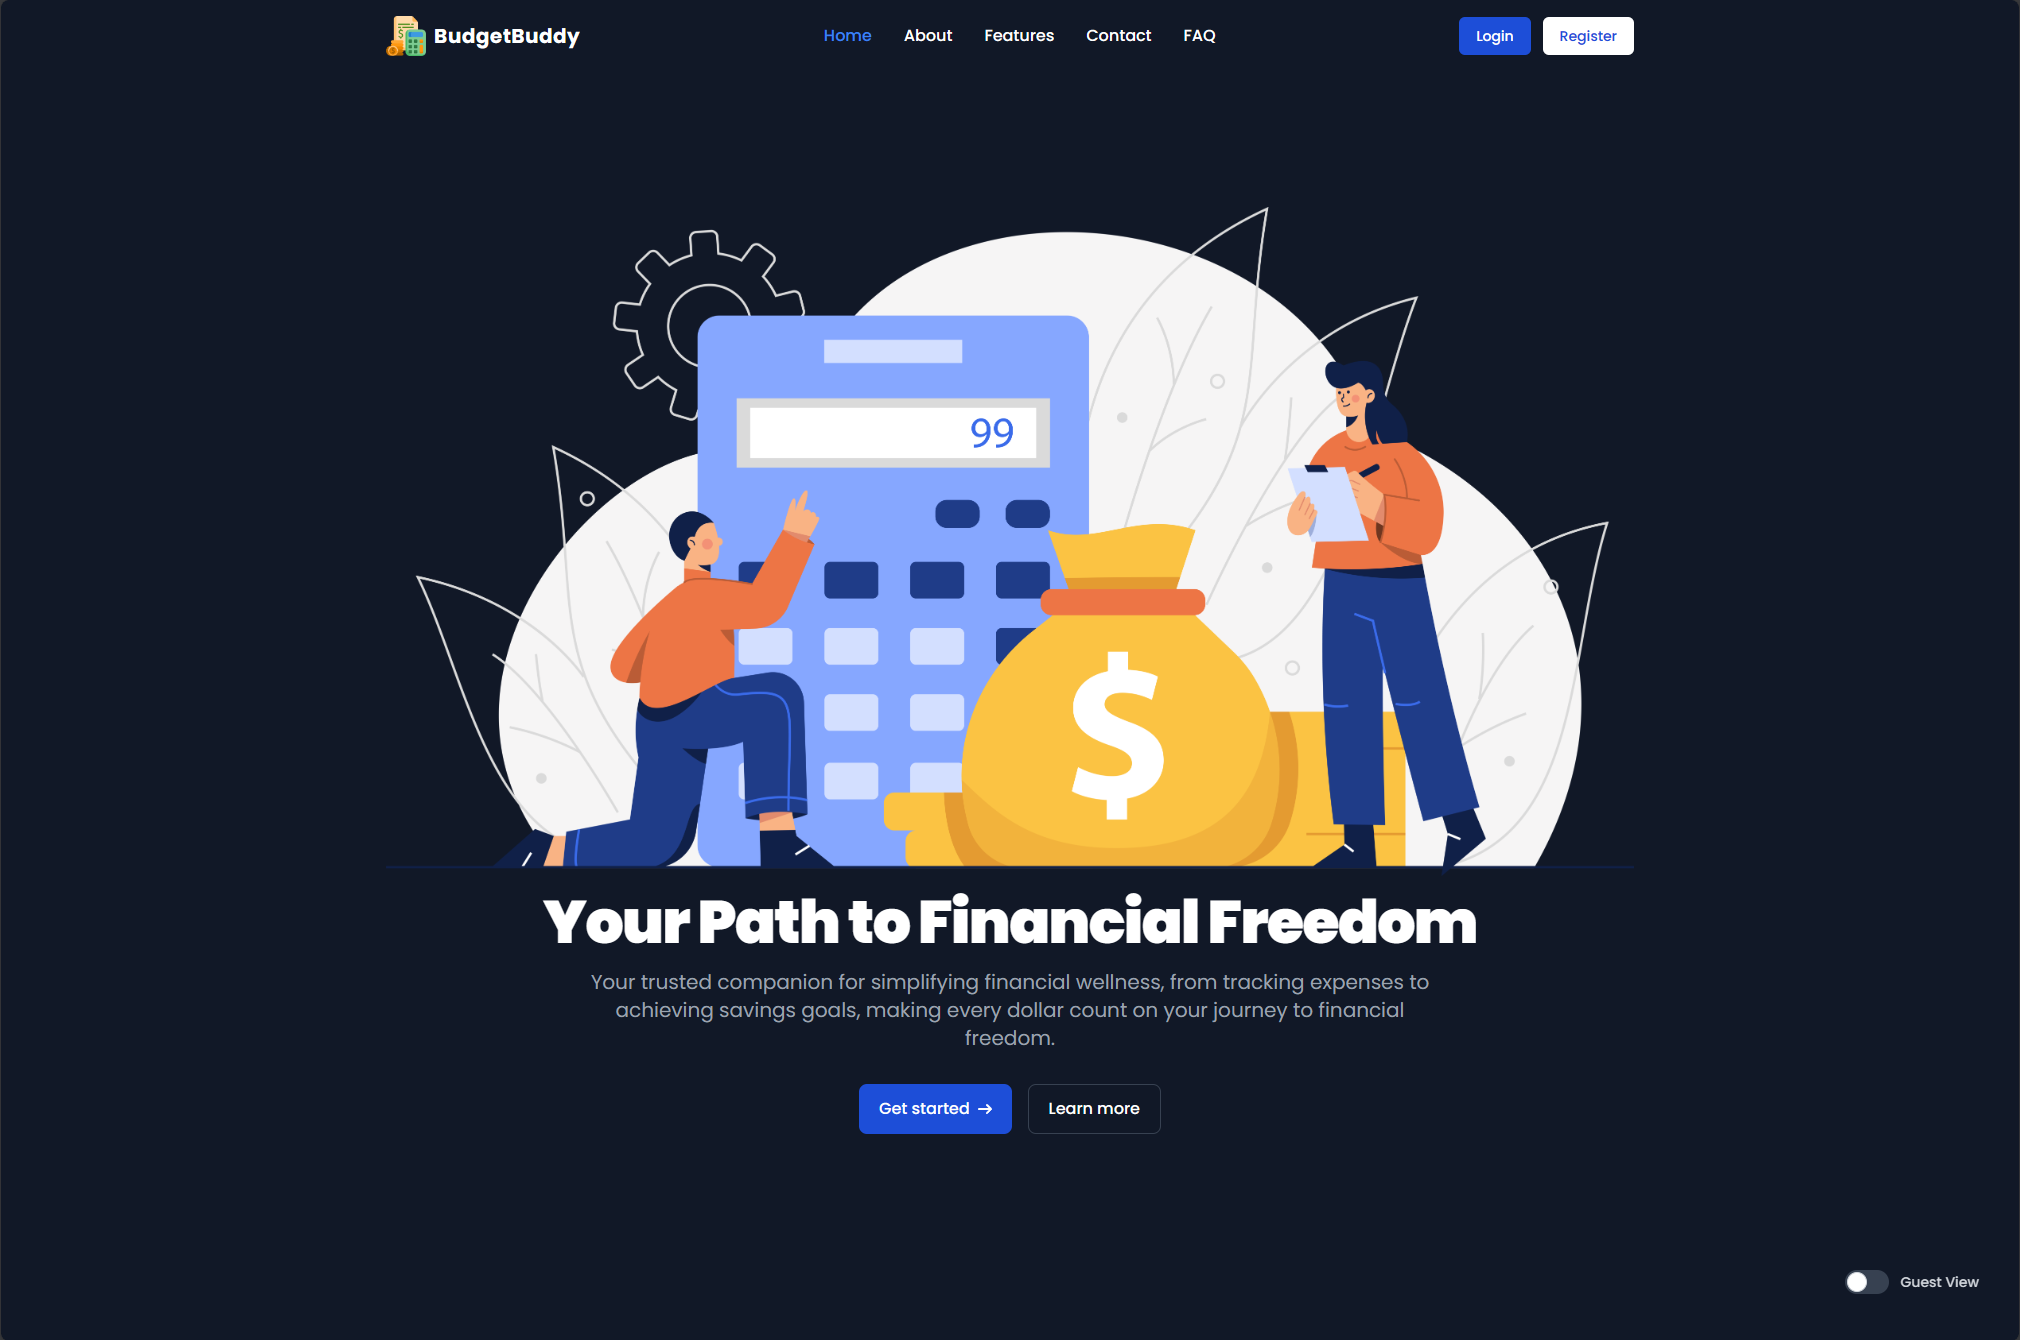 BudgetBuddy
Home
About
Features
Contact
FAQ
Login
Register
99
$
Your Path to Financial Freedom
Your trusted companion for simplifying financial wellness, from tracking expenses to
achieving savings goals, making every dollar count on your journey to financial
freedom.
Get started →
Learn more
Guest View